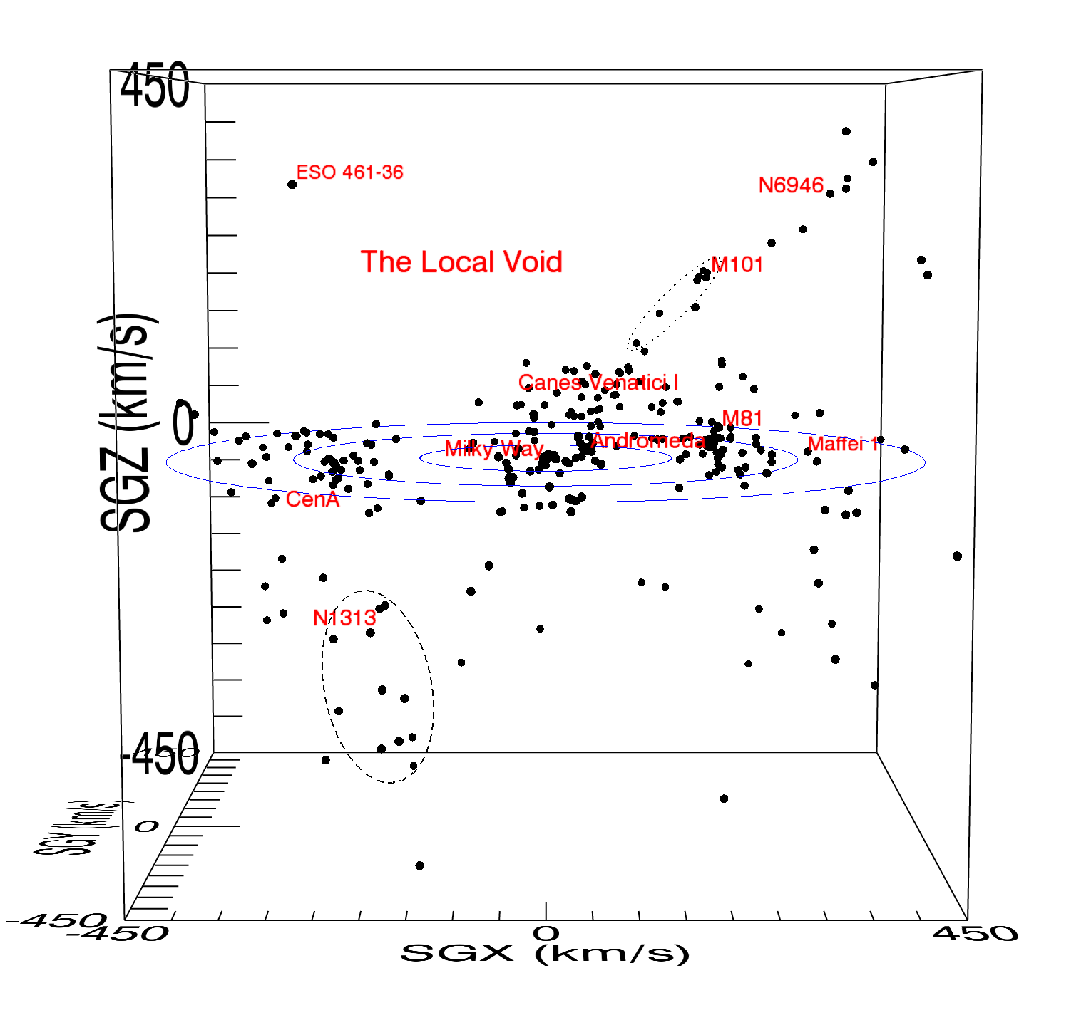 450
ESO 461-36
N6946
The Local Void
M101
Canes Venatici I
M81
0
Milky Way
Andromeda
Maffei 1
SGZ (km/s)
CenA
N1313
-450
SGY (km/s)
0
-450
-450
0
450
SGX (km/s)